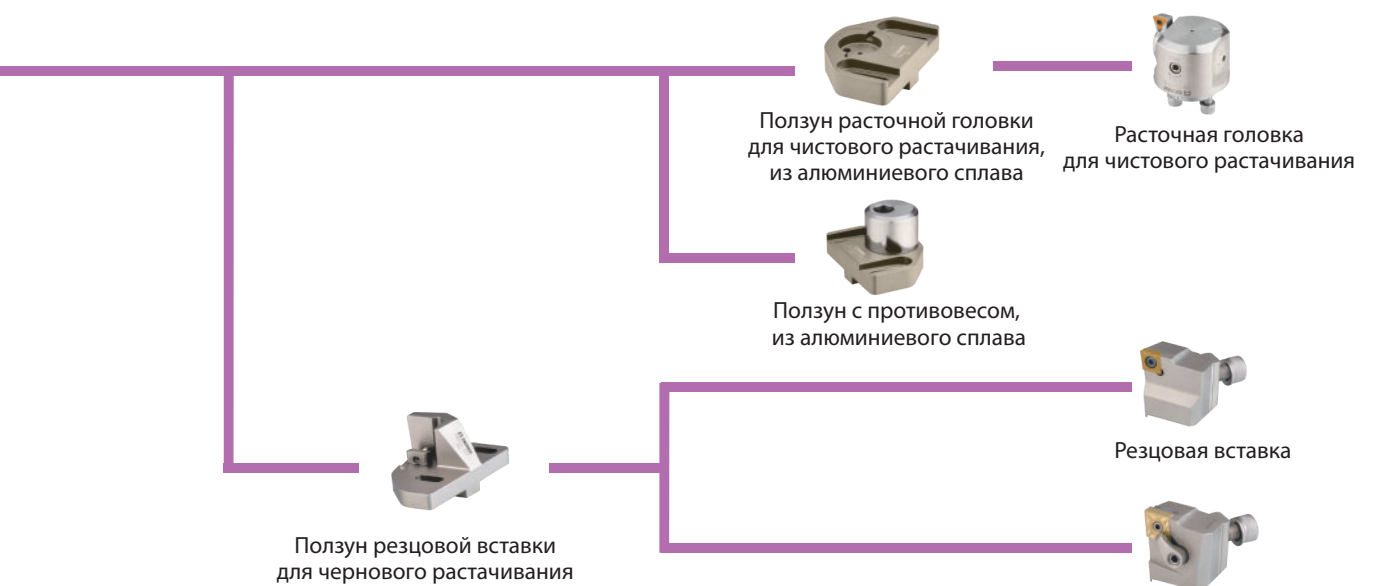 Ползун расточной головки
для чистового растачивания,
из алюминиевого сплава
Расточная головка
для чистового растачивания
Ползун с противовесом,
из алюминиевого сплава
Резцовая вставка
Ползун резцовой вставки
для чернового растачивания